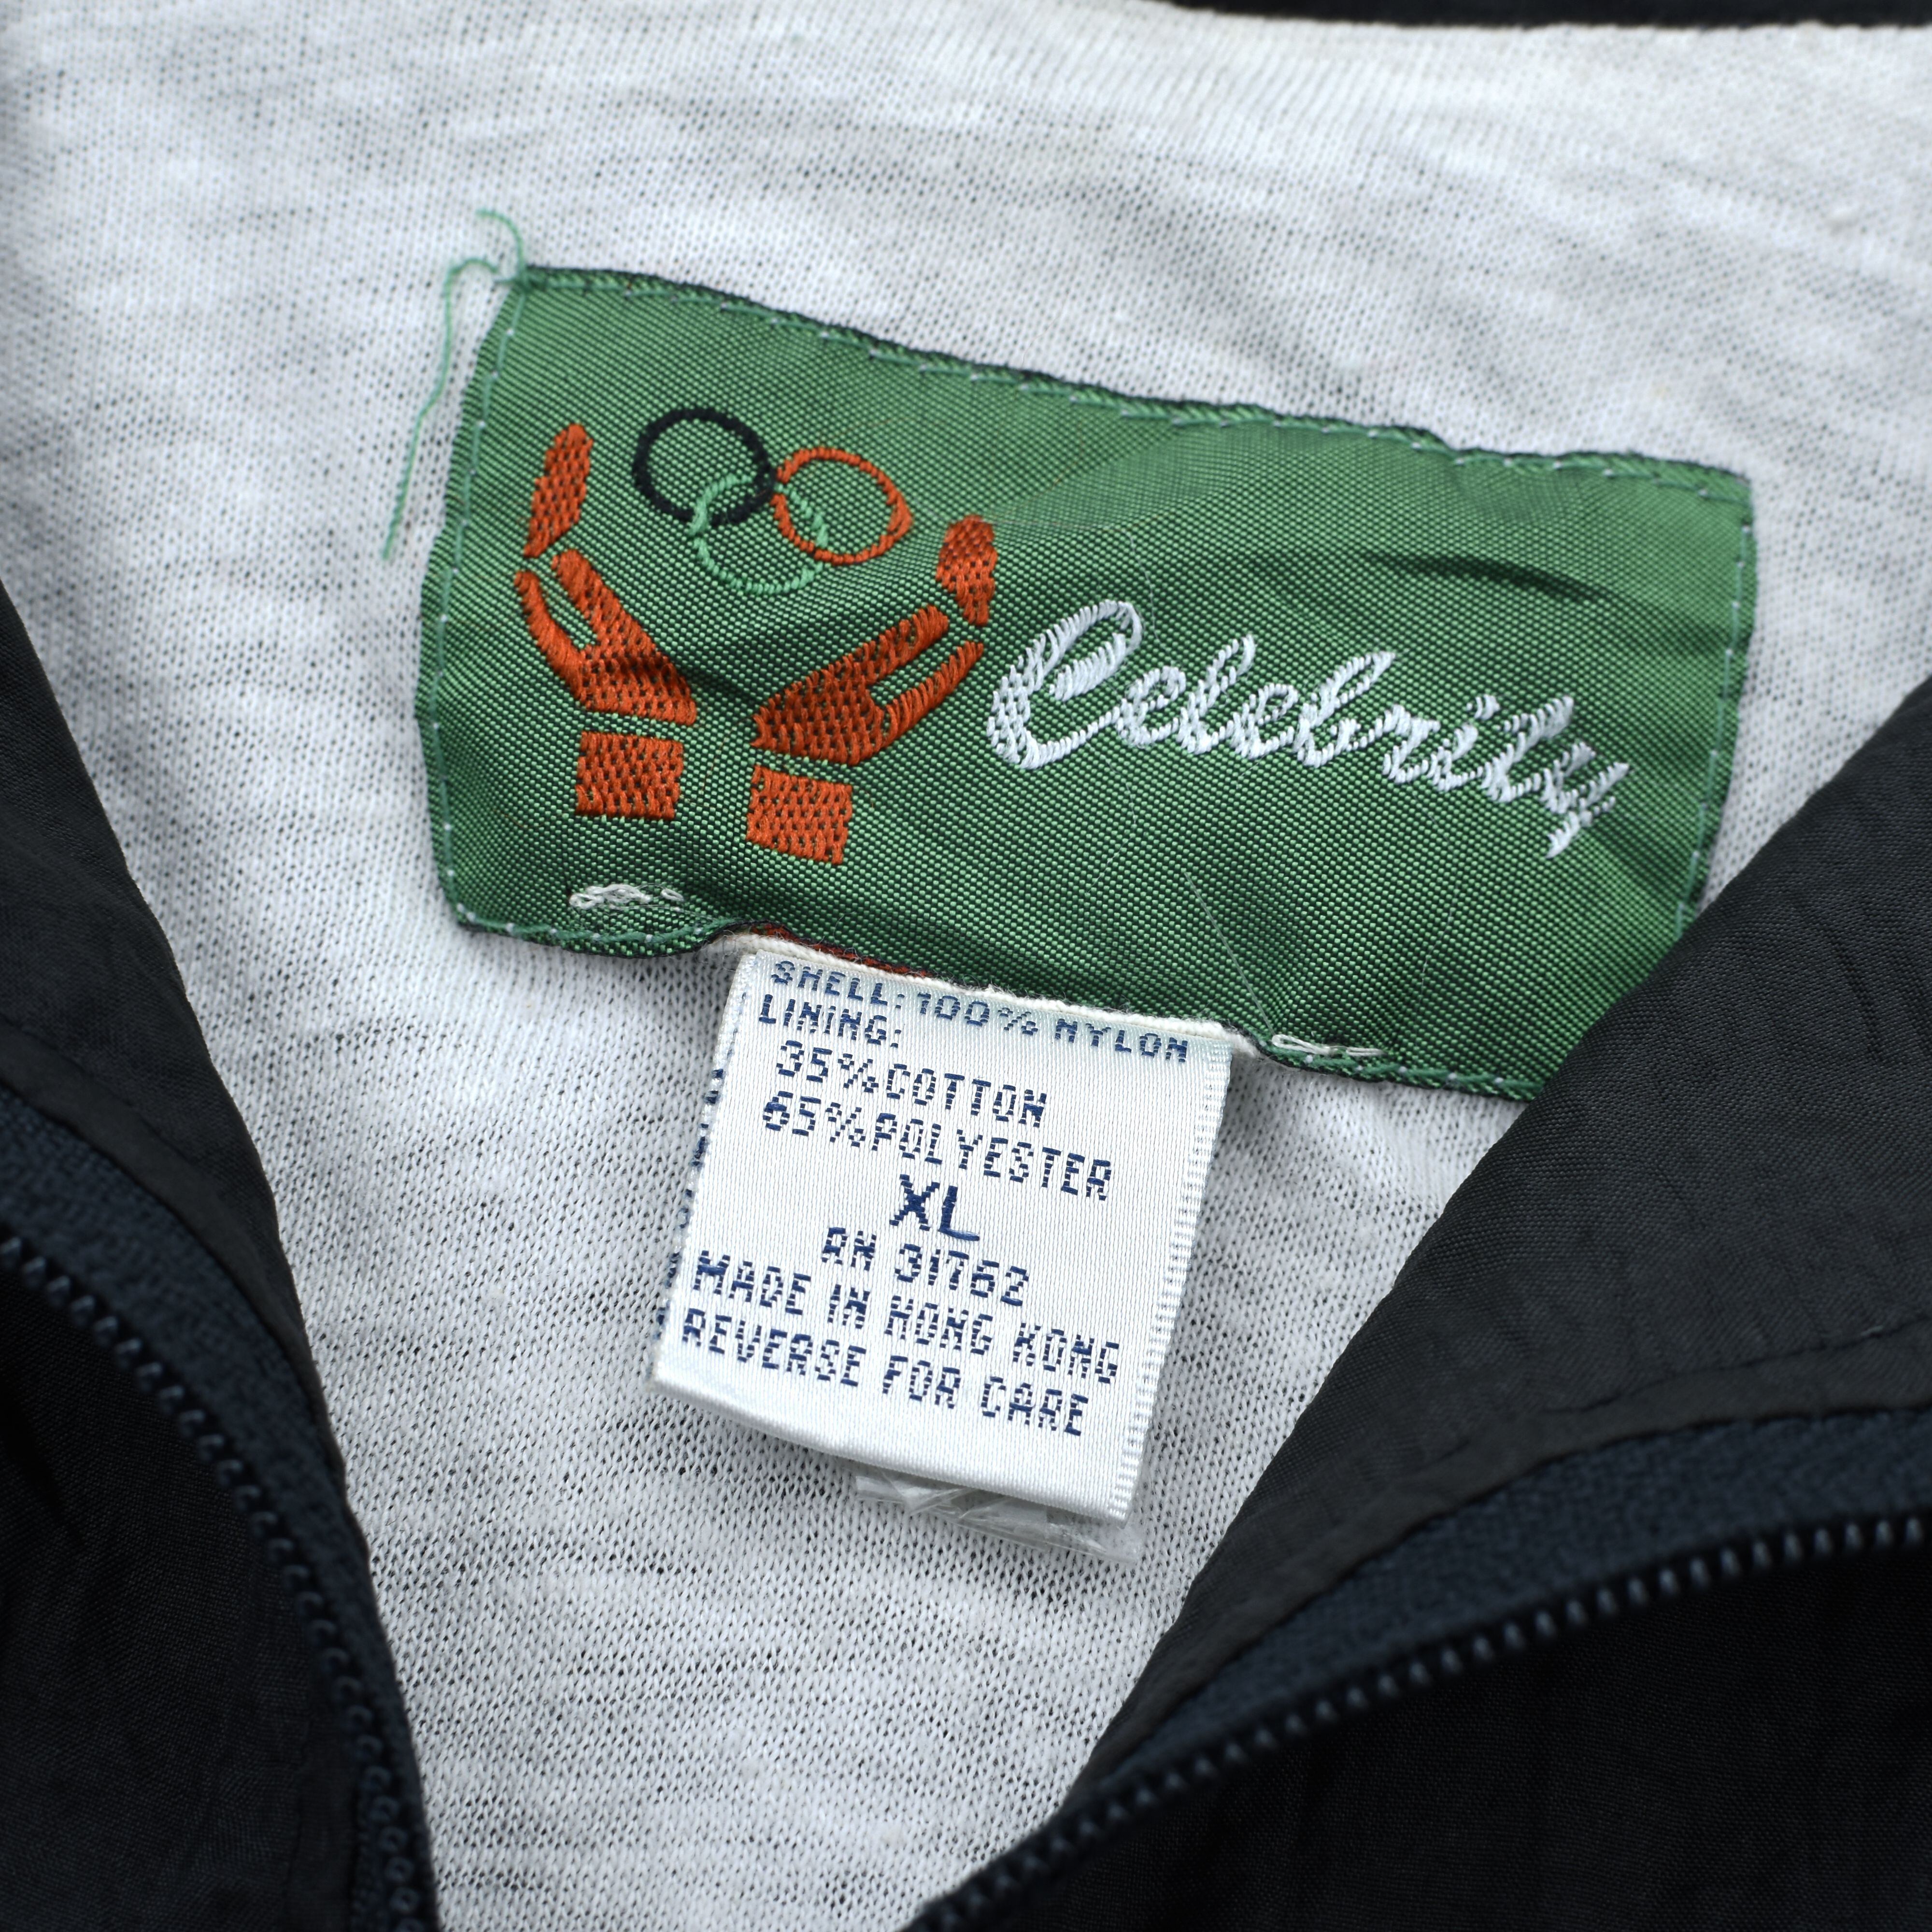 Celebrity
SHELL: 100% NYLON
LINING:
35%COTTON
65%POLYESTER
XL
RN 31762
MADE IN HONG KONG
REVERSE FOR CARE